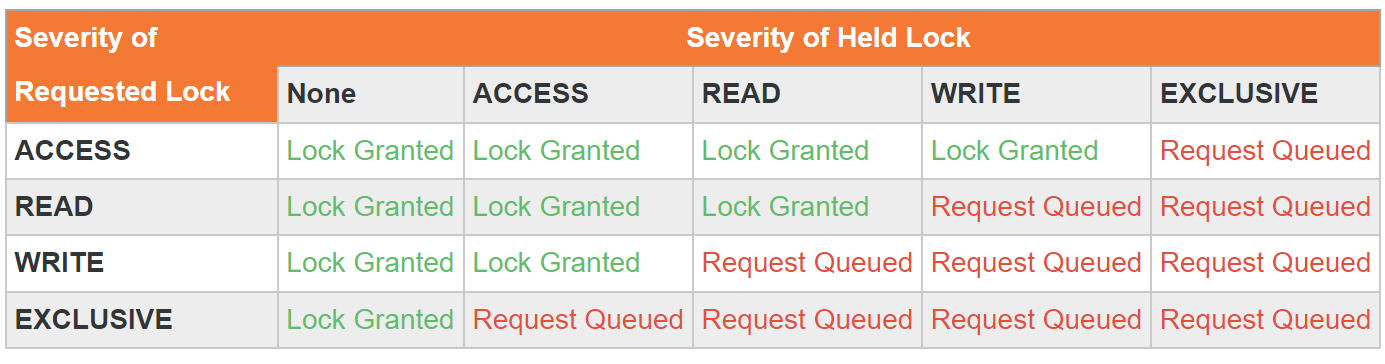 Severity of Severity of Held Lock
Requested Lock None ACCESS READ WRITE EXCLUSIVE
ACCESS Lock Granted Lock Granted Lock Granted Lock Granted Request Queued
READ Lock Granted Lock Granted Lock Granted Request Queued Request Queued
WRITE Lock Granted Lock Granted Request Queued Request Queued Request Queued
EXCLUSIVE Lock Granted Request Queued Request Queued Request Queued Request Queued